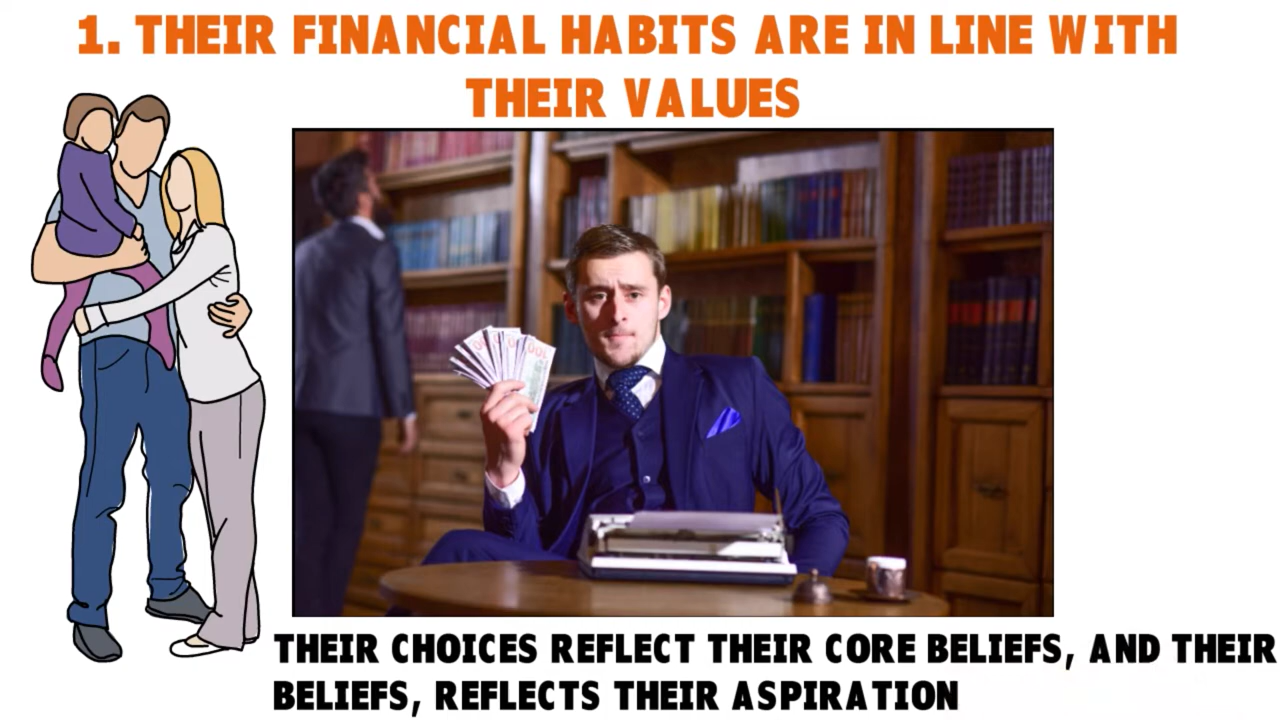 1. THEIR FINANCIAL HABITS ARE IN LINE WITH
THEIR VALUES
THEIR CHOICES REFLECT THEIR CORE BELIEFS, AND THEIR
BELIEFS, REFLECTS THEIR ASPIRATION